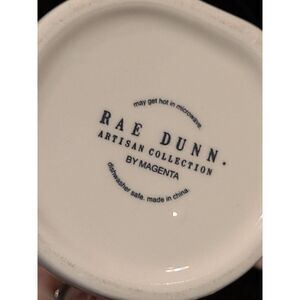 may get hot in microwave.
RAE DUNN.
ARTISAN COLLECTION
BY MAGENTA
dishwasher safe. made in china.